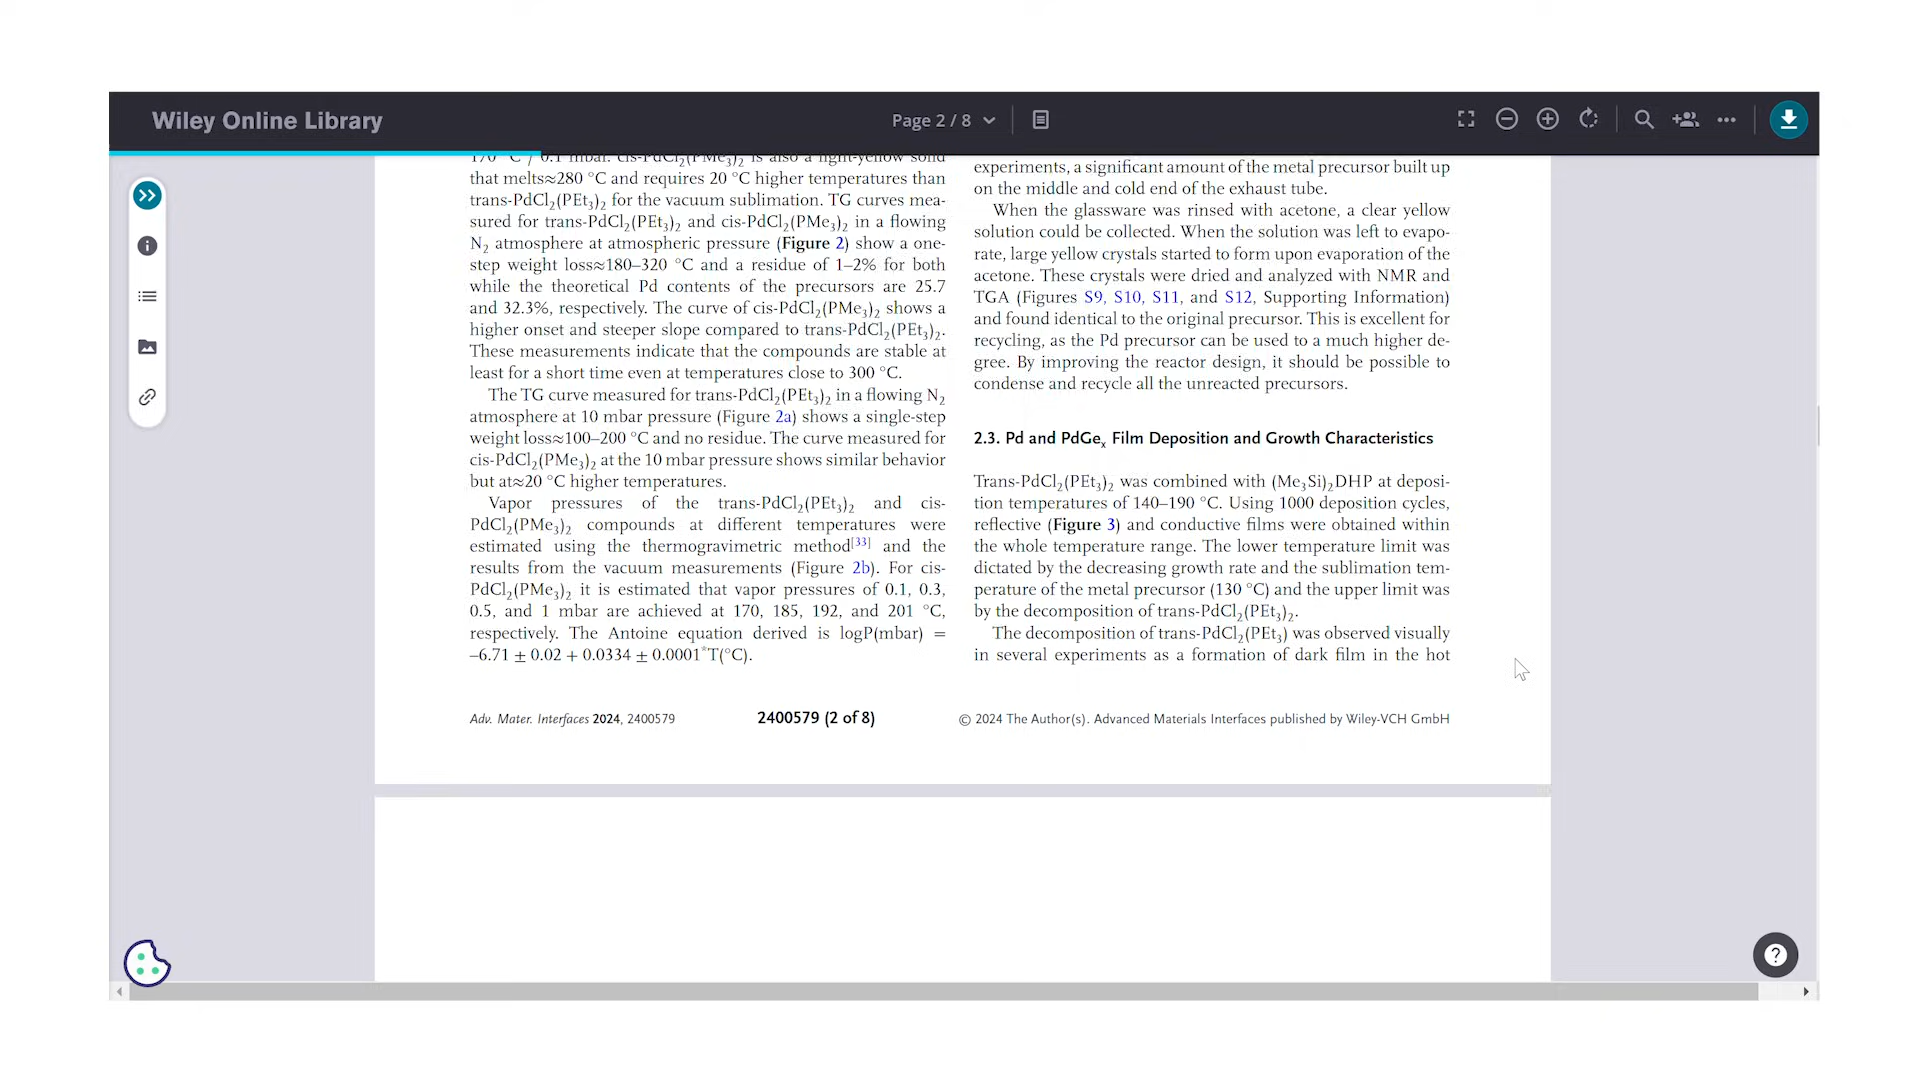 Wiley Online Library
Page 2 / 8
170 °C / 0.1 mbar. cis-PdCl₂(PMe₃)₂ is also a light-yellow solid
that melts≈280 °C and requires 20 °C higher temperatures than
trans-PdCl₂(PEt₃)₂ for the vacuum sublimation. TG curves mea-
sured for trans-PdCl₂(PEt₃)₂ and cis-PdCl₂(PMe₃)₂ in a flowing
N₂ atmosphere at atmospheric pressure (Figure 2) show a one-
step weight loss≈180–320 °C and a residue of 1–2% for both
while the theoretical Pd contents of the precursors are 25.7
and 32.3%, respectively. The curve of cis-PdCl₂(PMe₃)₂ shows a
higher onset and steeper slope compared to trans-PdCl₂(PEt₃)₂.
These measurements indicate that the compounds are stable at
least for a short time even at temperatures close to 300 °C.
The TG curve measured for trans-PdCl₂(PEt₃)₂ in a flowing N₂
atmosphere at 10 mbar pressure (Figure 2a) shows a single-step
weight loss≈100–200 °C and no residue. The curve measured for
cis-PdCl₂(PMe₃)₂ at the 10 mbar pressure shows similar behavior
but at≈20 °C higher temperatures.
Vapor pressures of the trans-PdCl₂(PEt₃)₂ and cis-
PdCl₂(PMe₃)₂ compounds at different temperatures were
estimated using the thermogravimetric method[33] and the
results from the vacuum measurements (Figure 2b). For cis-
PdCl₂(PMe₃)₂ it is estimated that vapor pressures of 0.1, 0.3,
0.5, and 1 mbar are achieved at 170, 185, 192, and 201 °C,
respectively. The Antoine equation derived is logP(mbar) =
–6.71 ± 0.02 + 0.0334 ± 0.0001*T(°C).
experiments, a significant amount of the metal precursor built up
on the middle and cold end of the exhaust tube.
When the glassware was rinsed with acetone, a clear yellow
solution could be collected. When the solution was left to evapo-
rate, large yellow crystals started to form upon evaporation of the
acetone. These crystals were dried and analyzed with NMR and
TGA (Figures S9, S10, S11, and S12, Supporting Information)
and found identical to the original precursor. This is excellent for
recycling, as the Pd precursor can be used to a much higher de-
gree. By improving the reactor design, it should be possible to
condense and recycle all the unreacted precursors.
2.3. Pd and PdGeₓ Film Deposition and Growth Characteristics
Trans-PdCl₂(PEt₃)₂ was combined with (Me₃Si)₂DHP at deposi-
tion temperatures of 140–190 °C. Using 1000 deposition cycles,
reflective (Figure 3) and conductive films were obtained within
the whole temperature range. The lower temperature limit was
dictated by the decreasing growth rate and the sublimation tem-
perature of the metal precursor (130 °C) and the upper limit was
by the decomposition of trans-PdCl₂(PEt₃)₂.
The decomposition of trans-PdCl₂(PEt₃) was observed visually
in several experiments as a formation of dark film in the hot
Adv. Mater. Interfaces 2024, 2400579
2400579 (2 of 8)
© 2024 The Author(s). Advanced Materials Interfaces published by Wiley-VCH GmbH